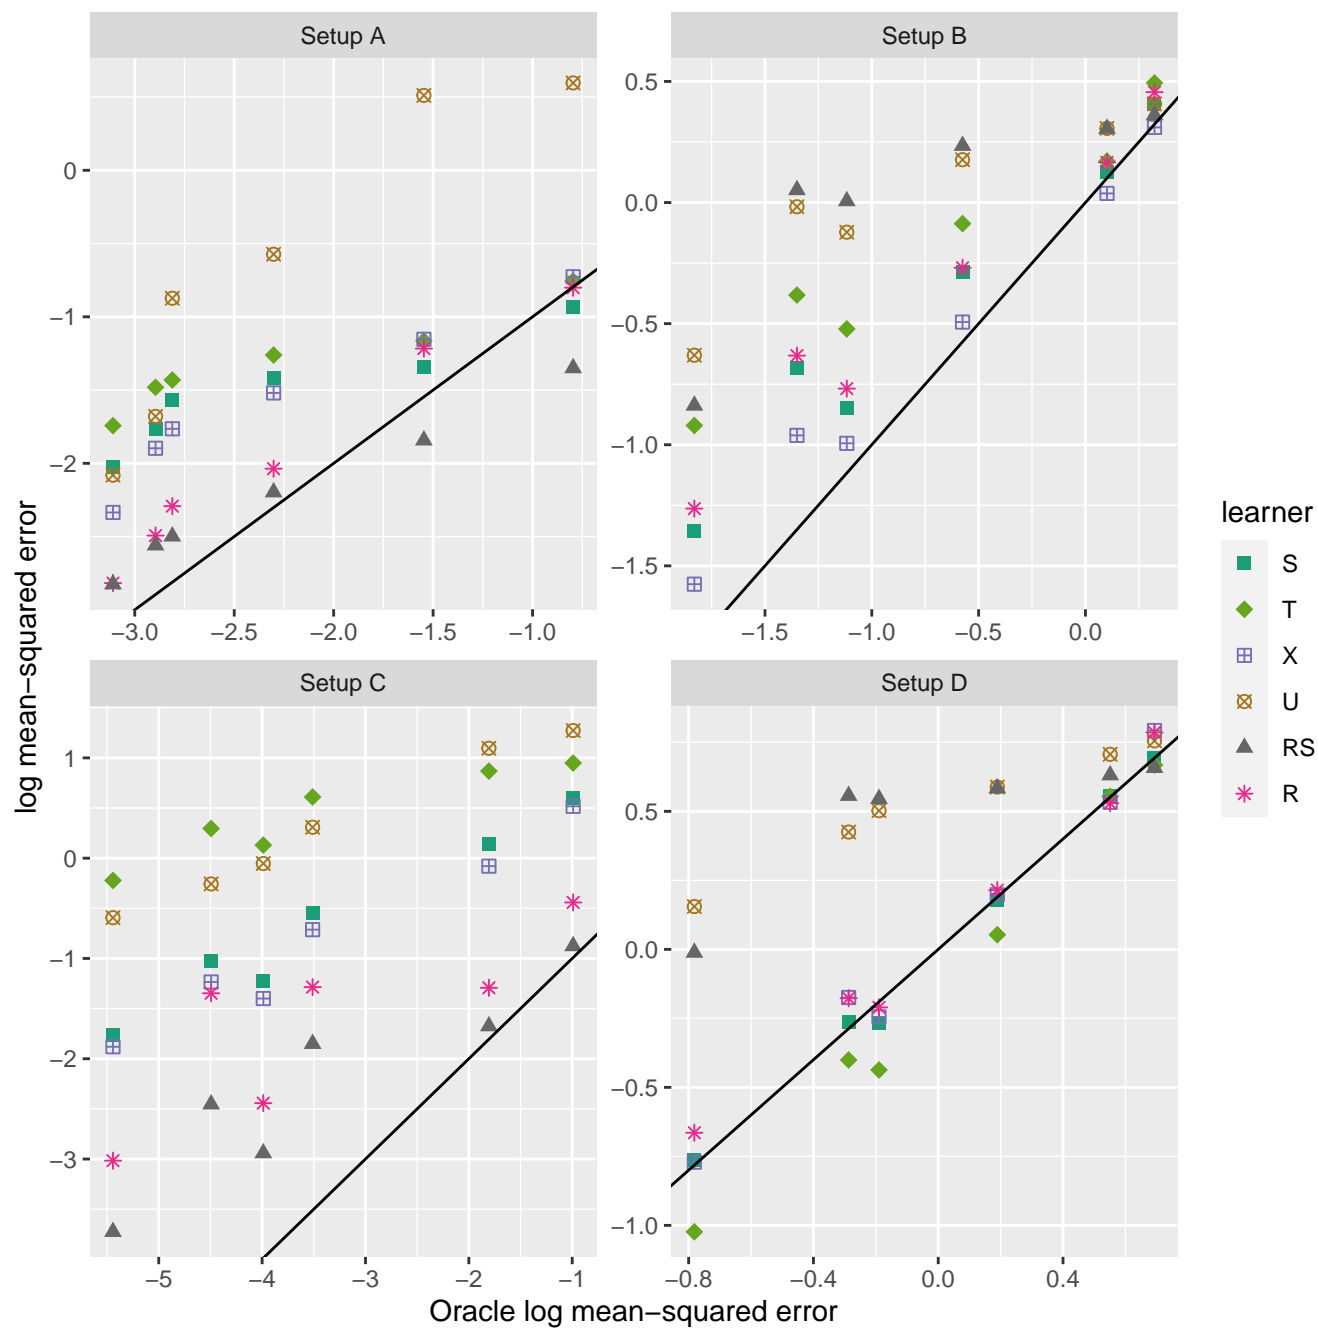 Setup A
Setup B
0
−1
−2
−3.0 −2.5 −2.0 −1.5 −1.0
0.5
0.0
−0.5
−1.0
−1.5
−1.5 −1.0 −0.5 0.0
Setup C
Setup D
1
0
−1
−2
−3
−5 −4 −3 −2 −1
0.5
0.0
−0.5
−1.0
−0.8 −0.4 0.0 0.4
Oracle log mean−squared error
log mean−squared error
learner
S
T
X
U
RS
R